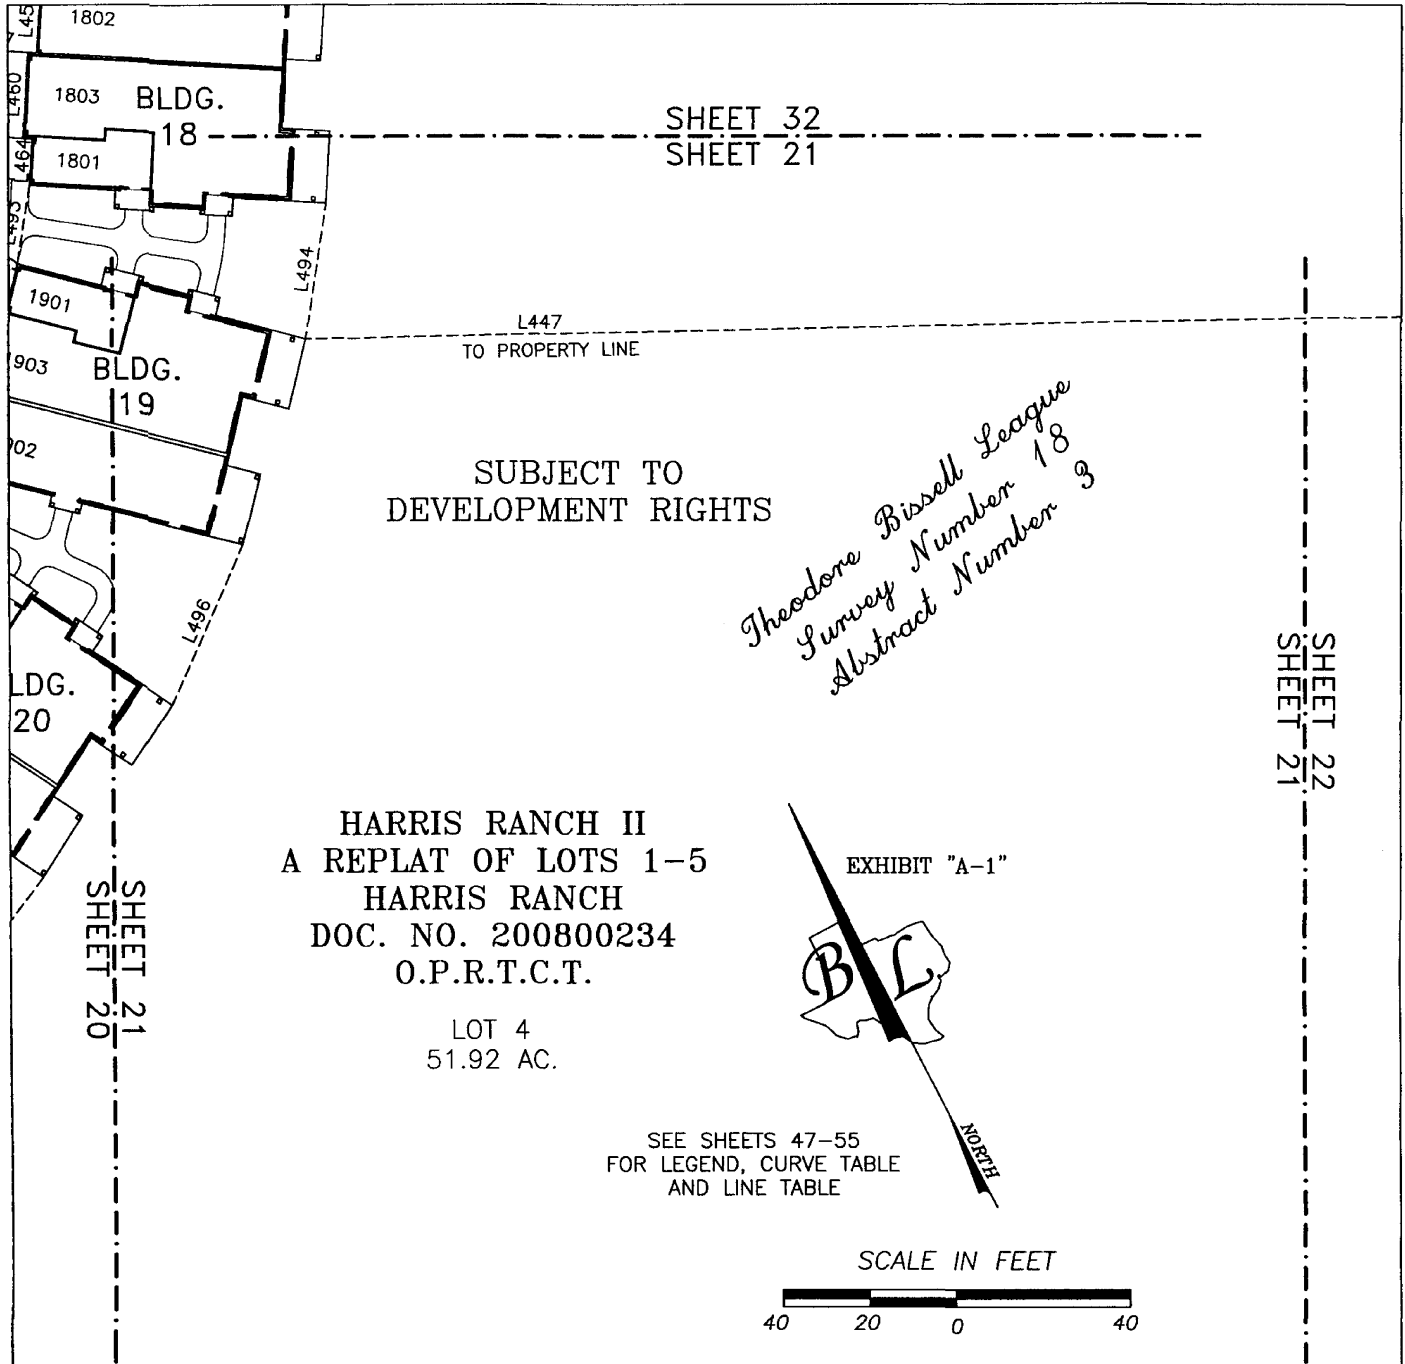 L45
1802
L460
1803
BLDG.
18
SHEET 32
SHEET 21
464
1801
L493
L494
1901
L447
TO PROPERTY LINE
903
BLDG.
19
02
SUBJECT TO
DEVELOPMENT RIGHTS
Theodore Bissell League
Survey Number 18
Abstract Number 3
L496
LDG.
20
SHEET 22
SHEET 21
HARRIS RANCH II
A REPLAT OF LOTS 1-5
HARRIS RANCH
DOC. NO. 200800234
O.P.R.T.C.T.
LOT 4
51.92 AC.
EXHIBIT "A-1"
B L
NORTH
SHEET 21
SHEET 20
SEE SHEETS 47-55
FOR LEGEND, CURVE TABLE
AND LINE TABLE
SCALE IN FEET
40 20 0 40